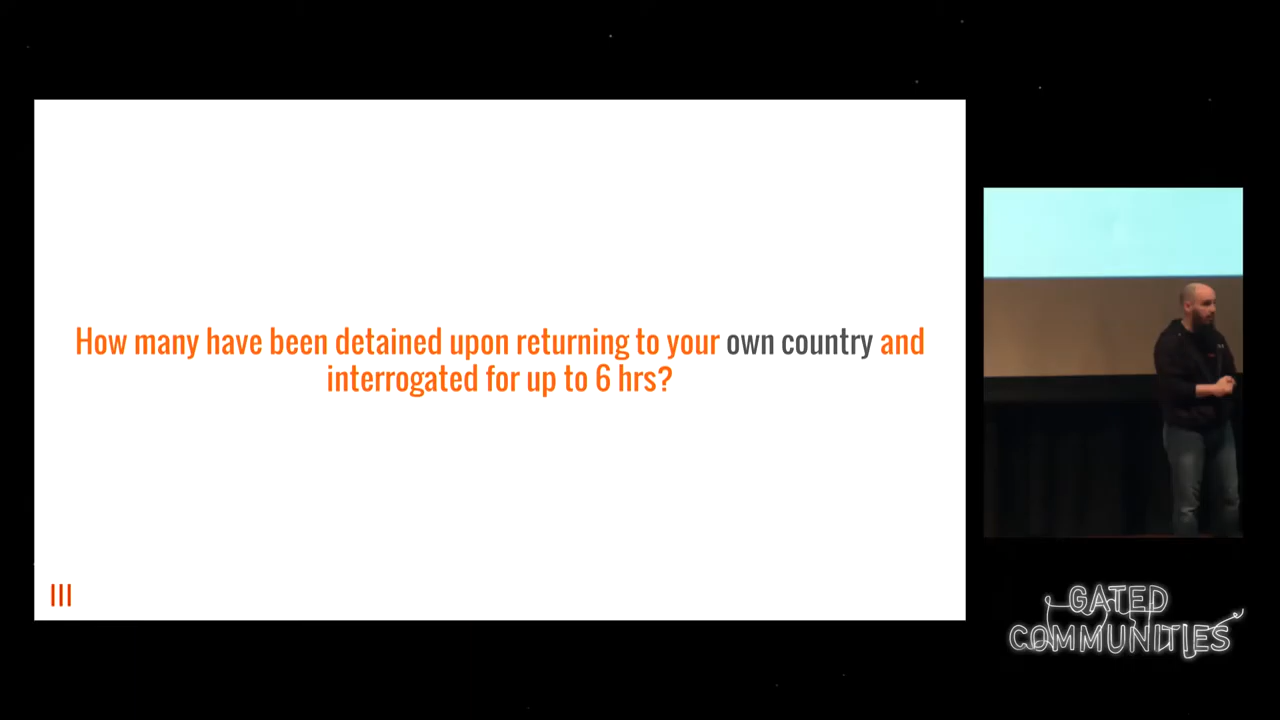 How many have been detained upon returning to your own country and
interrogated for up to 6 hrs?
III
GATED
COMMUNITIES